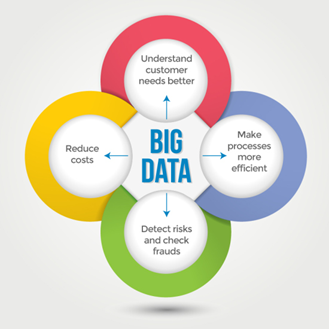 Understand
customer
needs better
Reduce
costs
BIG
DATA
Make
processes
more
efficient
Detect risks
and check
frauds